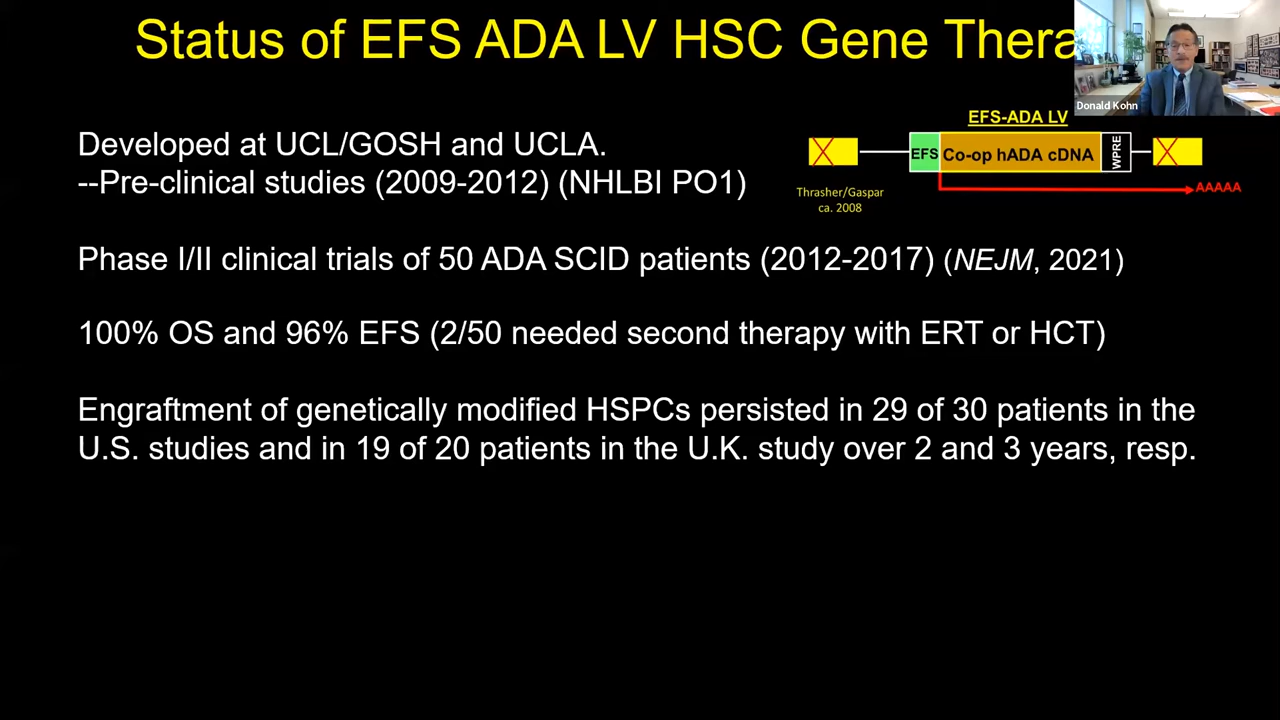 Status of EFS ADA LV HSC Gene Thera
Donald Kohn
EFS-ADA LV
Developed at UCL/GOSH and UCLA.
--Pre-clinical studies (2009-2012) (NHLBI PO1)
EFS
Co-op hADA cDNA
WPRE
AAAAA
Thrasher/Gaspar
ca. 2008
Phase I/II clinical trials of 50 ADA SCID patients (2012-2017) (NEJM, 2021)
100% OS and 96% EFS (2/50 needed second therapy with ERT or HCT)
Engraftment of genetically modified HSPCs persisted in 29 of 30 patients in the
U.S. studies and in 19 of 20 patients in the U.K. study over 2 and 3 years, resp.